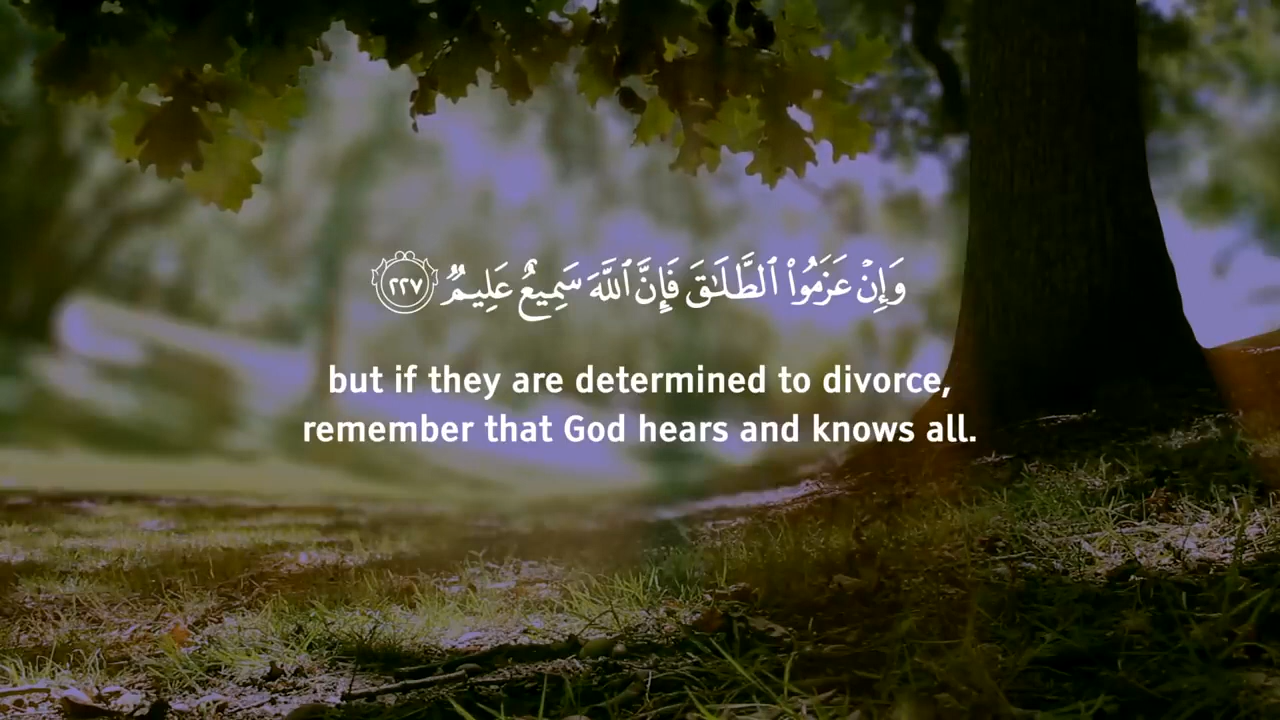 وَإِنْ عَزَمُوا۟ ٱلطَّلَـٰقَ فَإِنَّ ٱللَّهَ سَمِيعٌ عَلِيمٌ ٢٢٧
but if they are determined to divorce,
remember that God hears and knows all.